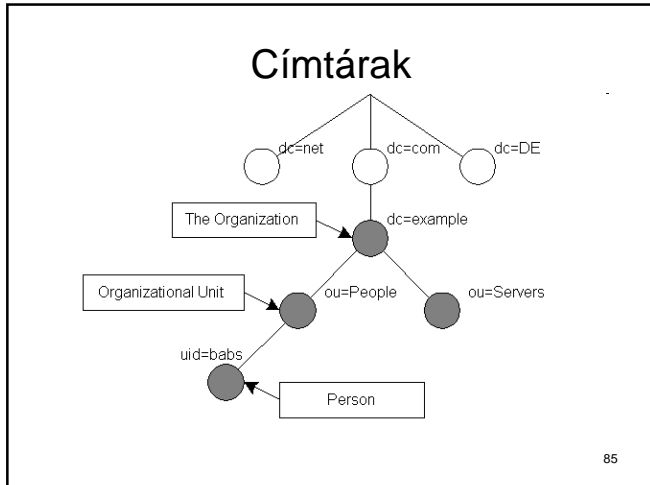 Címtárak
dc=net
dc=com
dc=DE
The Organization
dc=example
Organizational Unit
ou=People
ou=Servers
uid=babs
Person
85